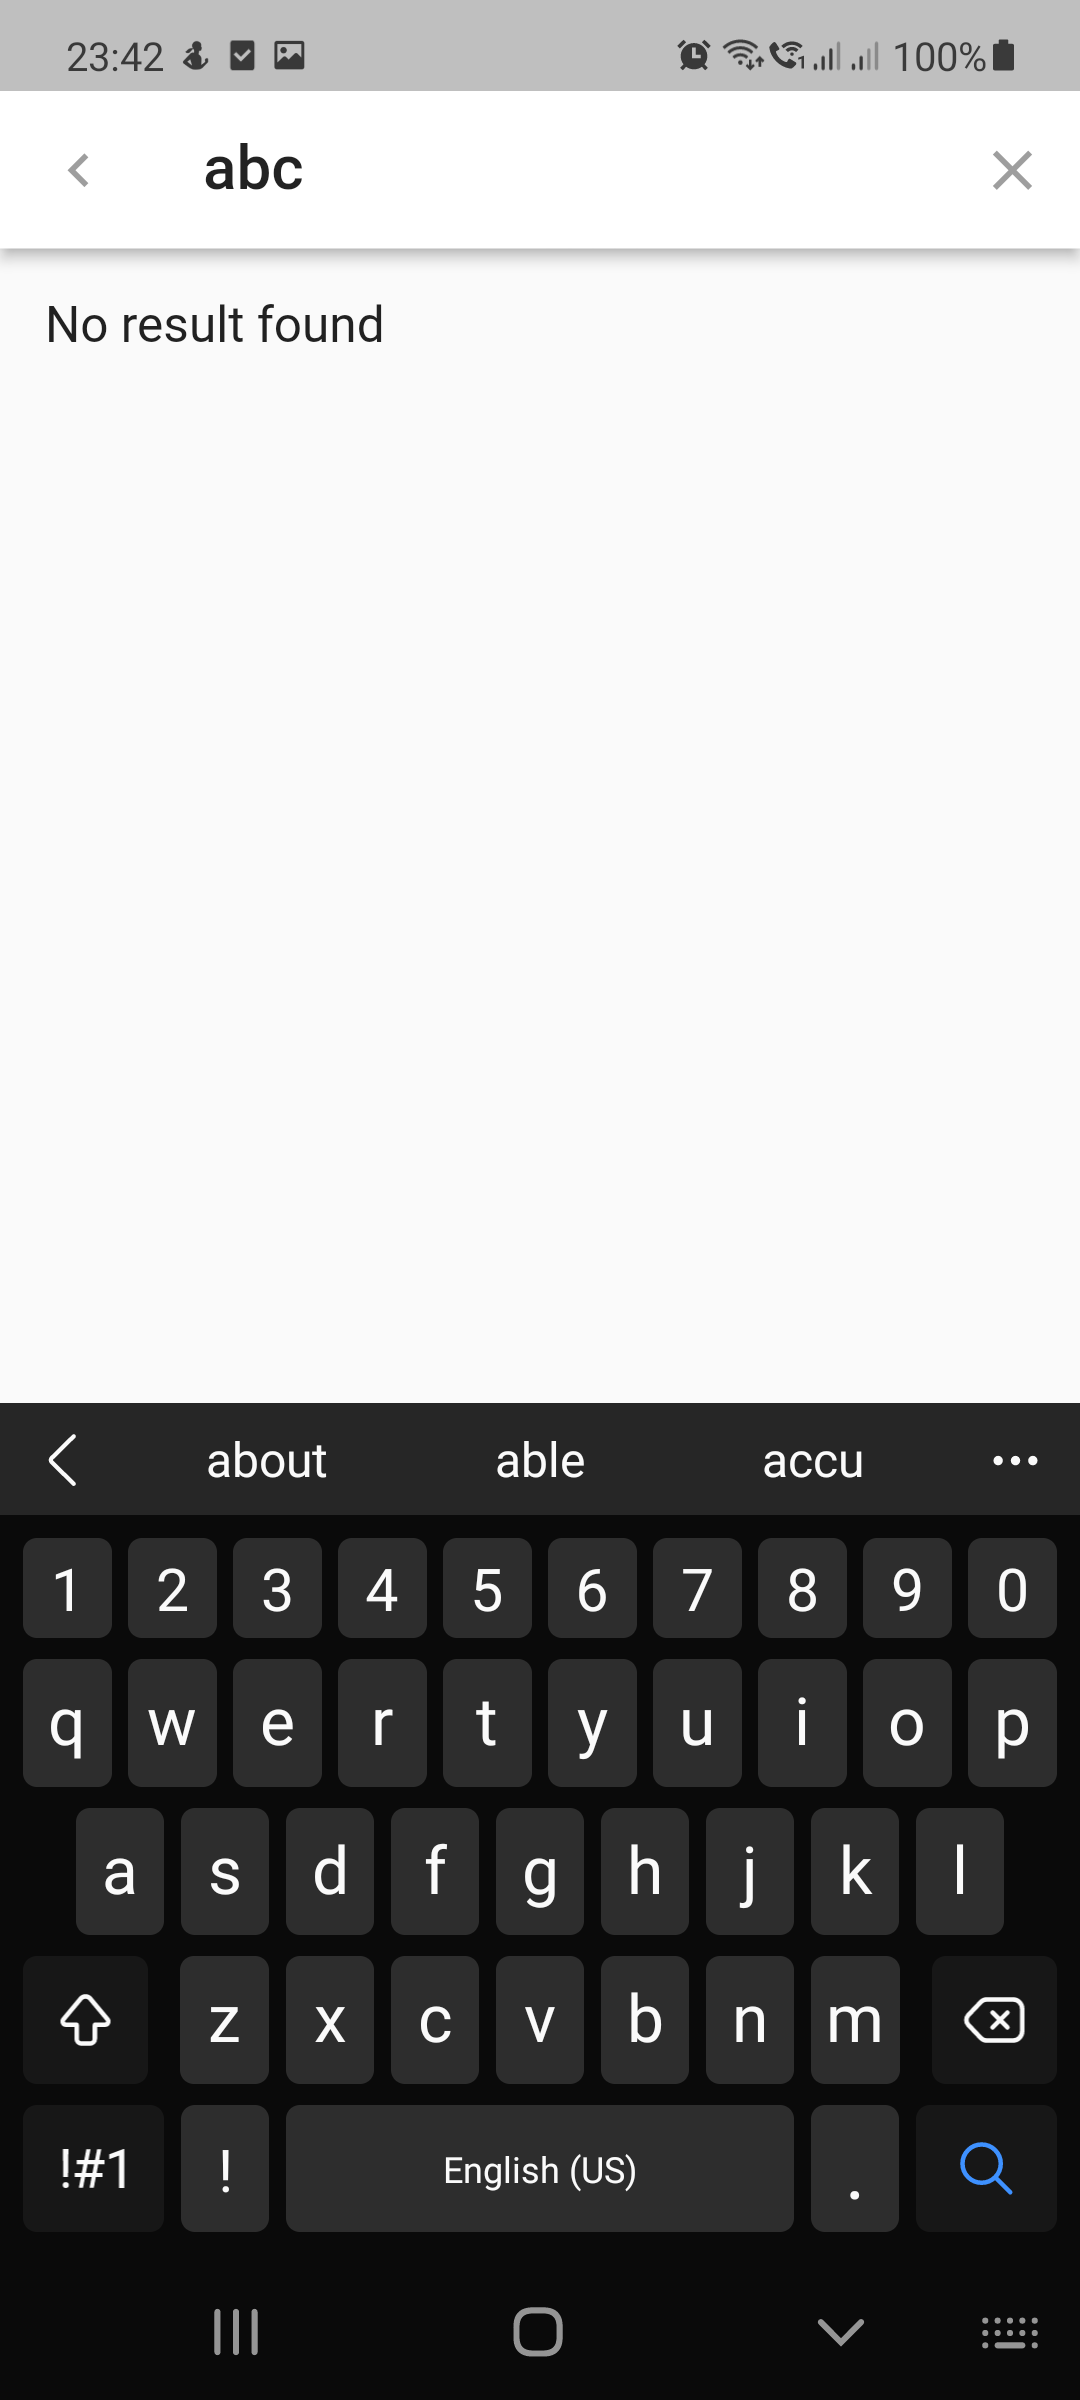 23:42 100%
abc
No result found
about able accu
1 2 3 4 5 6 7 8 9 0
q w e r t y u i o p
a s d f g h j k l
z x c v b n m
!#1 ! English (US) .